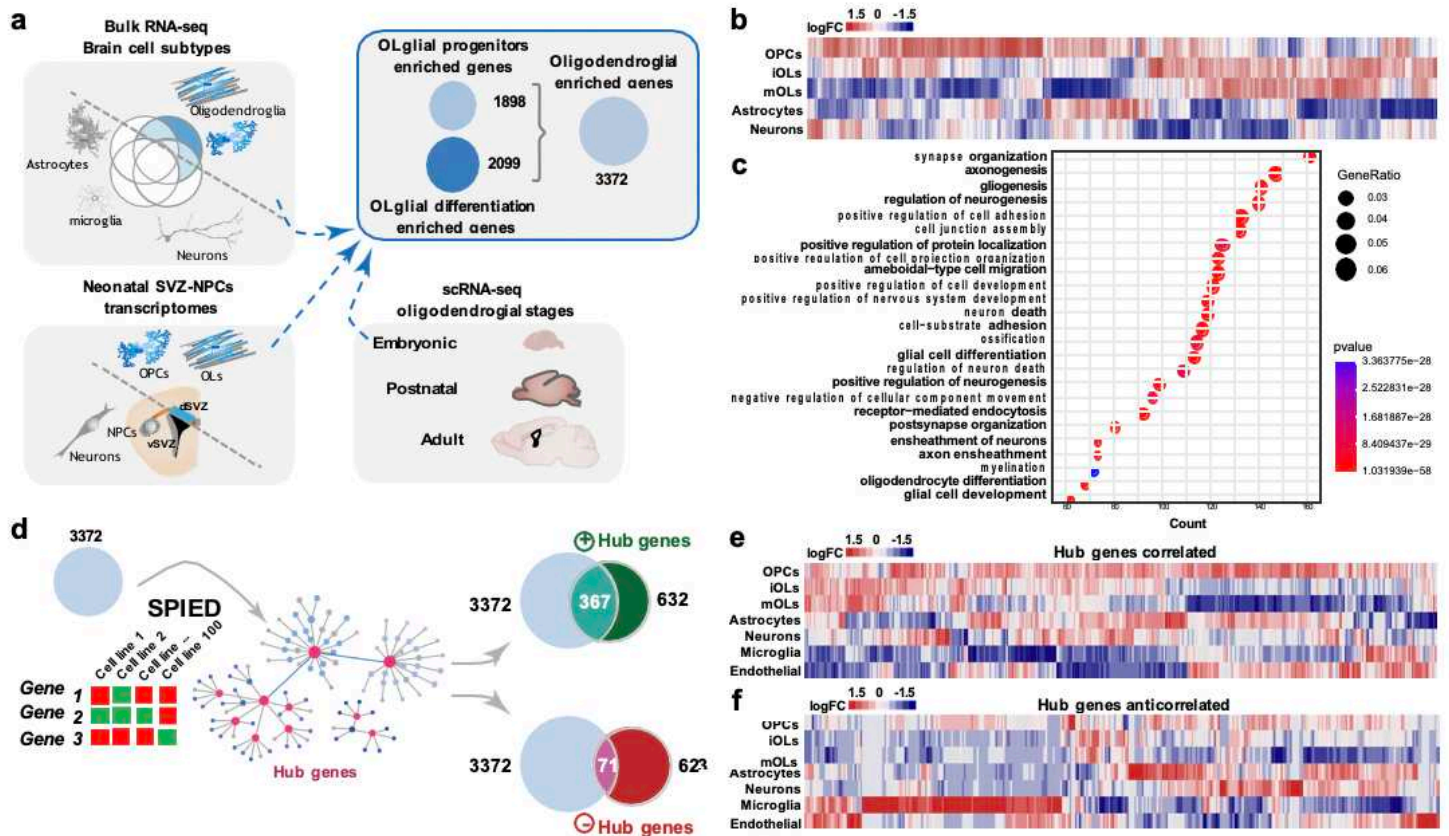 a
Bulk RNA-seq
Brain cell subtypes
Oligodendroglia
Astrocytes
microglia
Neurons
OLglial progenitors
enriched genes
1898
2099
OLglial differentiation
enriched genes
Oligodendroglial
enriched genes
3372
Neonatal SVZ-NPCs
transcriptomes
OPCs
OLs
dSVZ
NPCs
vSVZ
Neurons
scRNA-seq
oligodendrogial stages
Embryonic
Postnatal
Adult
b
logFC
1.5 0 -1.5
OPCs
iOLs
mOLs
Astrocytes
Neurons
c
synapse organization
axonogenesis
gliogenesis
regulation of neurogenesis
positive regulation of cell adhesion
cell junction assembly
positive regulation of protein localization
positive regulation of cell projection organization
ameboidal-type cell migration
positive regulation of cell development
positive regulation of nervous system development
neuron death
cell-substrate adhesion
ossification
glial cell differentiation
regulation of neuron death
positive regulation of neurogenesis
negative regulation of cellular component movement
receptor-mediated endocytosis
postsynapse organization
ensheathment of neurons
axon ensheathment
myelination
oligodendrocyte differentiation
glial cell development
60 80 100 120 140 160
Count
GeneRatio
0.03
0.04
0.05
0.06
pvalue
3.363775e-28
2.522831e-28
1.681887e-28
8.409437e-29
1.031939e-58
d
3372
SPIED
Cell line 1
Cell line 2
Cell line ...
Cell line 100
Gene 1
Gene 2
Gene 3
Hub genes
+ Hub genes
3372
367
632
3372
71
623
- Hub genes
e
logFC
1.5 0 -1.5
Hub genes correlated
OPCs
iOLs
mOLs
Astrocytes
Neurons
Microglia
Endothelial
f
logFC
1.5 0 -1.5
Hub genes anticorrelated
OPCs
iOLs
mOLs
Astrocytes
Neurons
Microglia
Endothelial